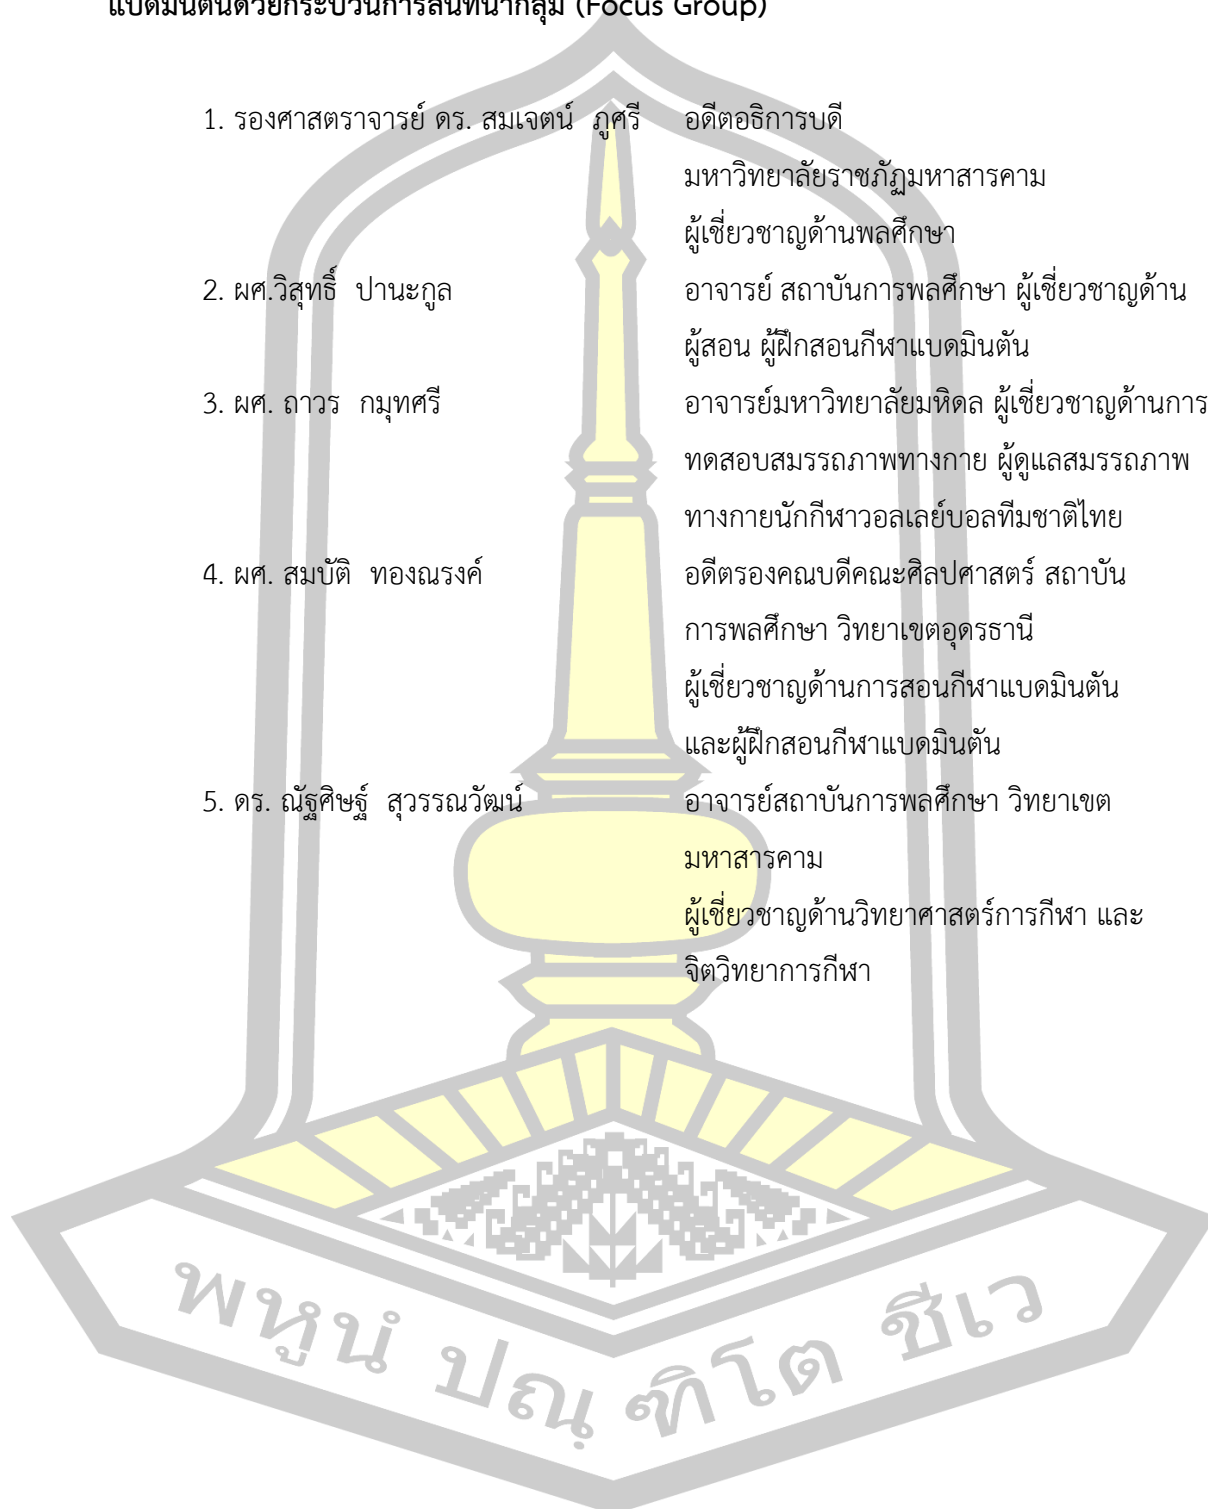 แบดมินตันด้วยกระบวนการสนทนากลุ่ม (Focus Group)
1. รองศาสตราจารย์ ดร. สมเจตน์ ภูศรี อดีตอธิการบดี
มหาวิทยาลัยราชภัฏมหาสารคาม
ผู้เชี่ยวชาญด้านพลศึกษา
2. ผศ.วิสุทธิ์ ปานะกูล อาจารย์ สถาบันการพลศึกษา ผู้เชี่ยวชาญด้าน
ผู้สอน ผู้ฝึกสอนกีฬาแบดมินตัน
3. ผศ. ถาวร กมุทศรี อาจารย์มหาวิทยาลัยมหิดล ผู้เชี่ยวชาญด้านการ
ทดสอบสมรรถภาพทางกาย ผู้ดูแลสมรรถภาพ
ทางกายนักกีฬาวอลเลย์บอลทีมชาติไทย
4. ผศ. สมบัติ ทองณรงค์ อดีตรองคณบดีคณะศิลปศาสตร์ สถาบัน
การพลศึกษา วิทยาเขตอุดรธานี
ผู้เชี่ยวชาญด้านการสอนกีฬาแบดมินตัน
และผู้ฝึกสอนกีฬาแบดมินตัน
5. ดร. ณัฐศิษฐ์ สุวรรณวัฒน์ อาจารย์สถาบันการพลศึกษา วิทยาเขต
มหาสารคาม
ผู้เชี่ยวชาญด้านวิทยาศาสตร์การกีฬา และ
จิตวิทยาการกีฬา
พหูนํ ปณฺฑิโต ชีเว